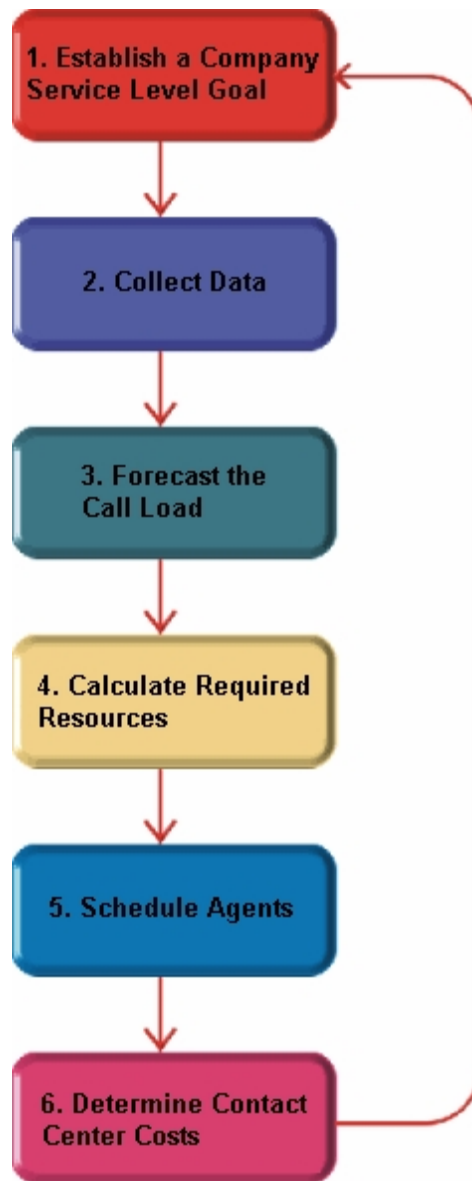 1. Establish a Company
Service Level Goal
2. Collect Data
3. Forecast the
Call Load
4. Calculate Required
Resources
5. Schedule Agents
6. Determine Contact
Center Costs